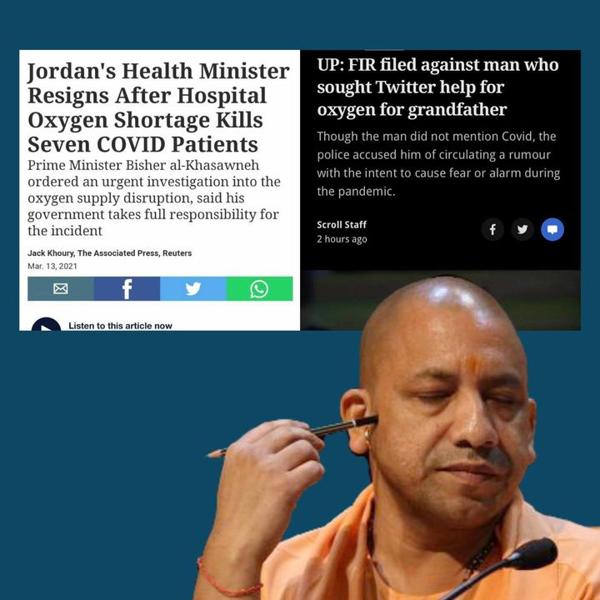 Jordan's Health Minister
Resigns After Hospital
Oxygen Shortage Kills
Seven COVID Patients
Prime Minister Bisher al-Khasawneh
ordered an urgent investigation into the
oxygen supply disruption, said his
government takes full responsibility for
the incident
Jack Khoury, The Associated Press, Reuters
Mar. 13, 2021
Listen to this article now
UP: FIR filed against man who
sought Twitter help for
oxygen for grandfather
Though the man did not mention Covid, the
police accused him of circulating a rumour
with the intent to cause fear or alarm during
the pandemic.
Scroll Staff
2 hours ago